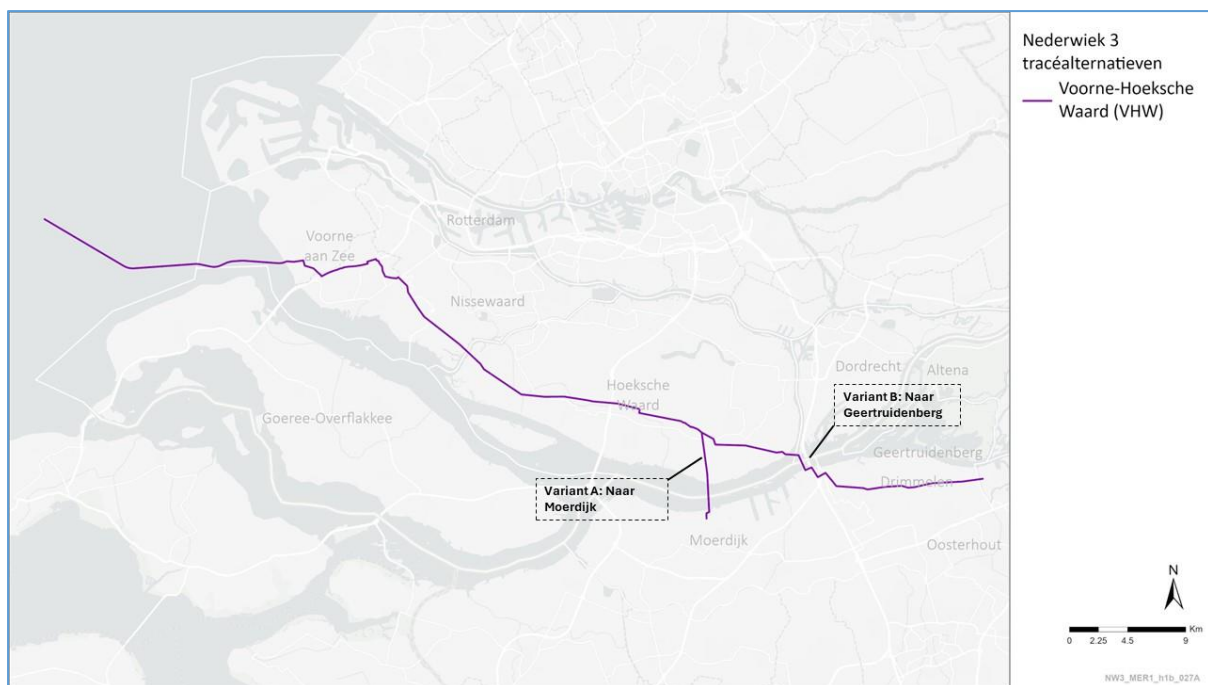 Nederwiek 3
tracéalternatieven
Voorne-Hoeksche
Waard (VHW)
Rotterdam
Voorne
aan Zee
Nissewaard
Hoeksche
Waard
Dordrecht
Altena
Variant B: Naar
Geertruidenberg
Goeree-Overflakkee
Geertruidenberg
Drimmelen
Variant A: Naar
Moerdijk
Moerdijk
Oosterhout
N
Km
0 2.25 4.5 9
NW3_MER1_h1b_027A